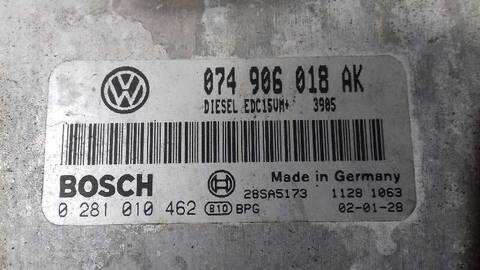 074 906 018 AK
DIESEL EDC15VM+ 3905
BOSCH
Made in Germany
28SA5173 1128 1063
0 281 010 462 810 BPG 02-01-28